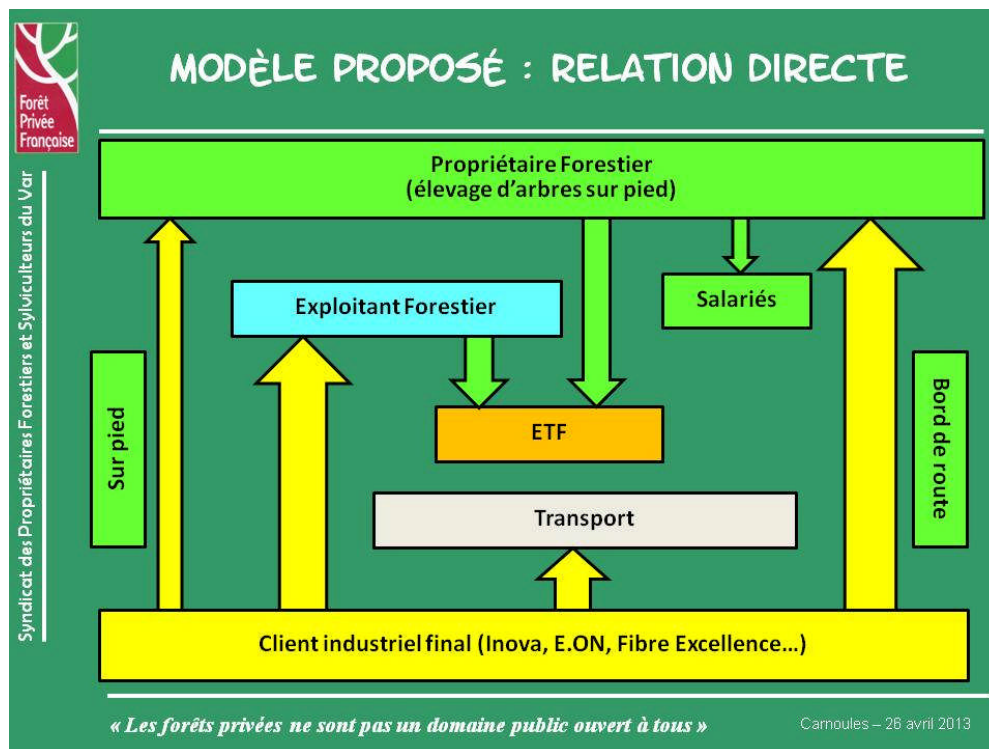 Forêt
Privée
Française
MODÈLE PROPOSÉ : RELATION DIRECTE
Syndicat des Propriétaires Forestiers et Sylviculteurs du Var
Propriétaire Forestier
(élevage d'arbres sur pied)
Exploitant Forestier
Salariés
Sur pied
Bord de route
ETF
Transport
Client industriel final (Inova, E.ON, Fibre Excellence...)
« Les forêts privées ne sont pas un domaine public ouvert à tous »
Carnoules – 26 avril 2013